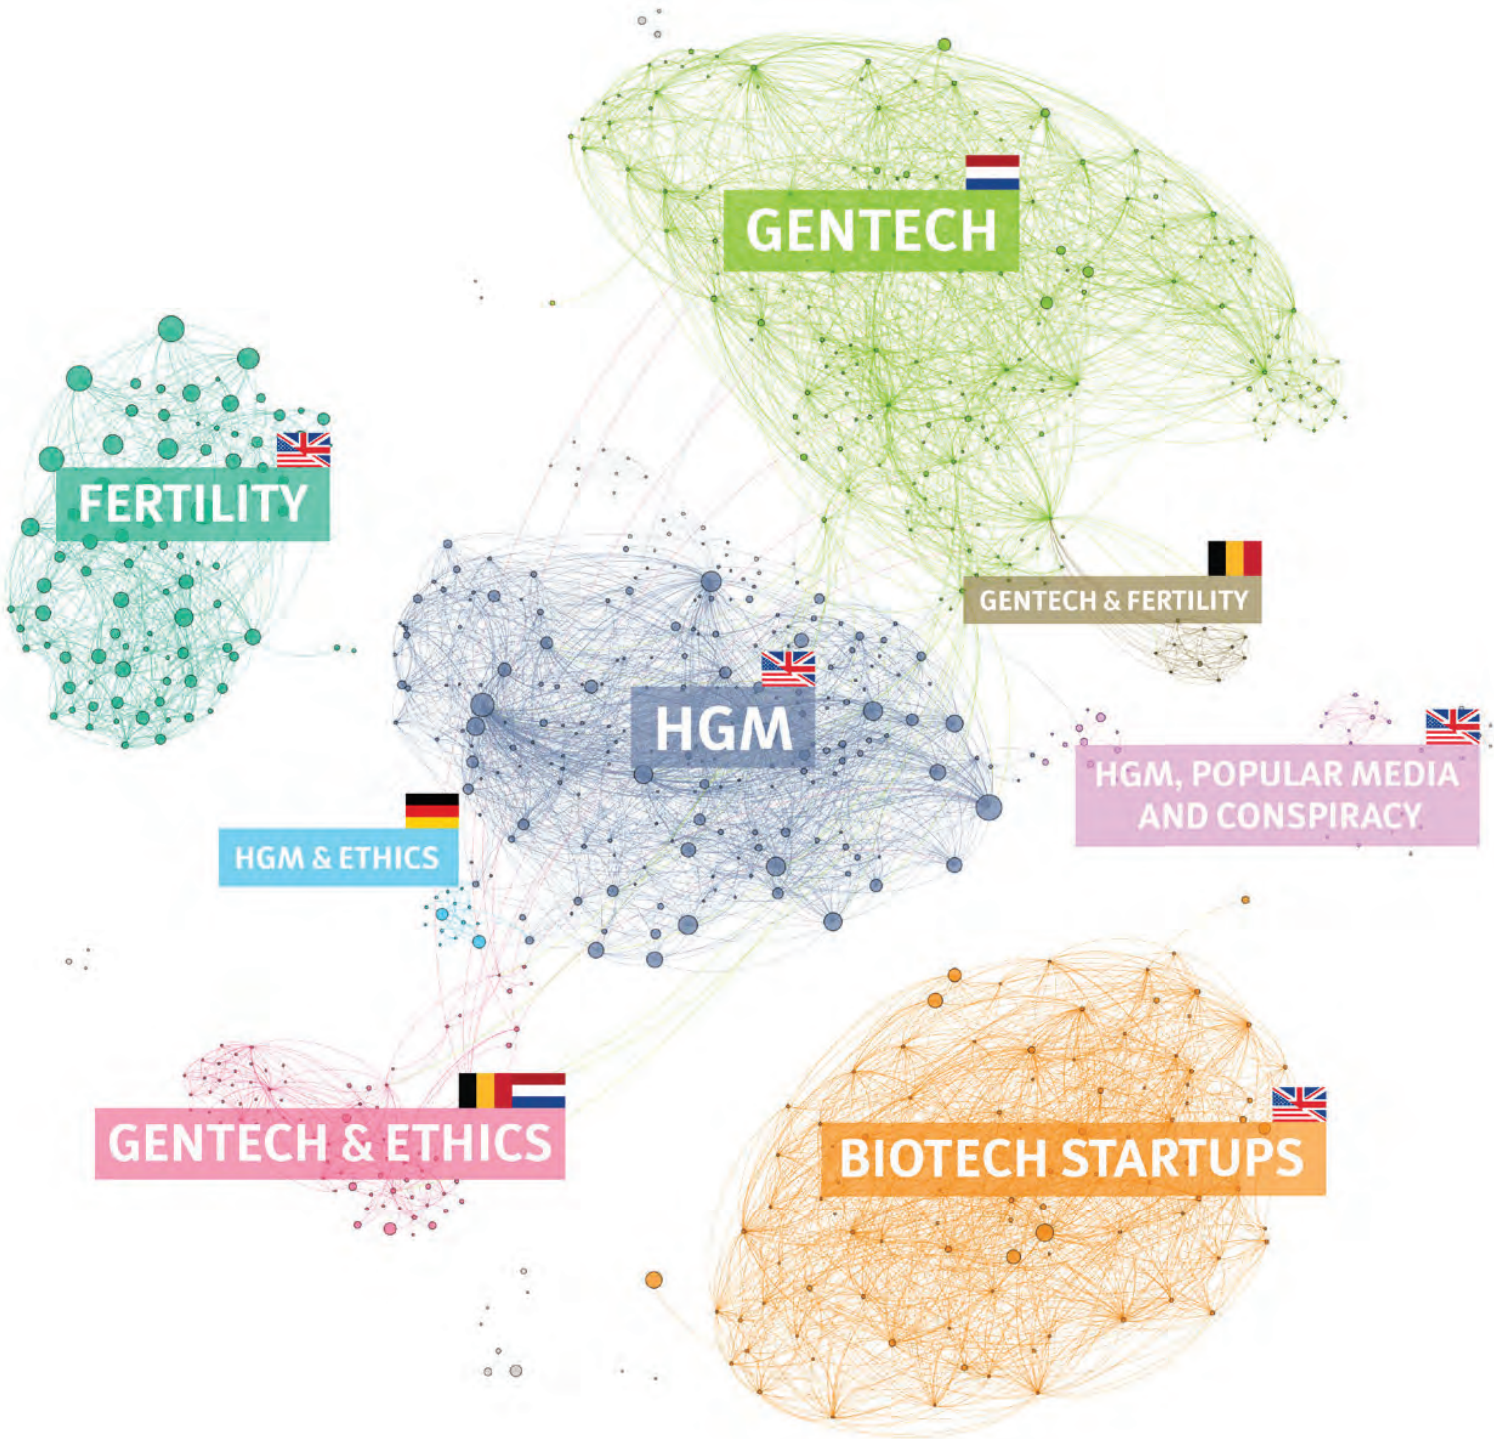 GENTECH
FERTILITY
GENTECH & FERTILITY
HGM
HGM, POPULAR MEDIA
AND CONSPIRACY
HGM & ETHICS
GENTECH & ETHICS
BIOTECH STARTUPS